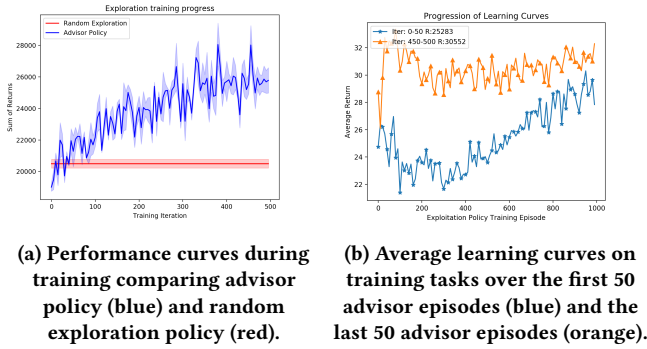 Exploration training progress
Random Exploration
Advisor Policy
28000
26000
24000
22000
20000
Sum of Returns
0 100 200 300 400 500
Training Iteration
(a) Performance curves during
training comparing advisor
policy (blue) and random
exploration policy (red).
Progression of Learning Curves
Iter: 0-50 R:25283
Iter: 450-500 R:30552
32
30
28
26
24
22
Average Return
0 200 400 600 800 1000
Exploitation Policy Training Episode
(b) Average learning curves on
training tasks over the first 50
advisor episodes (blue) and the
last 50 advisor episodes (orange).